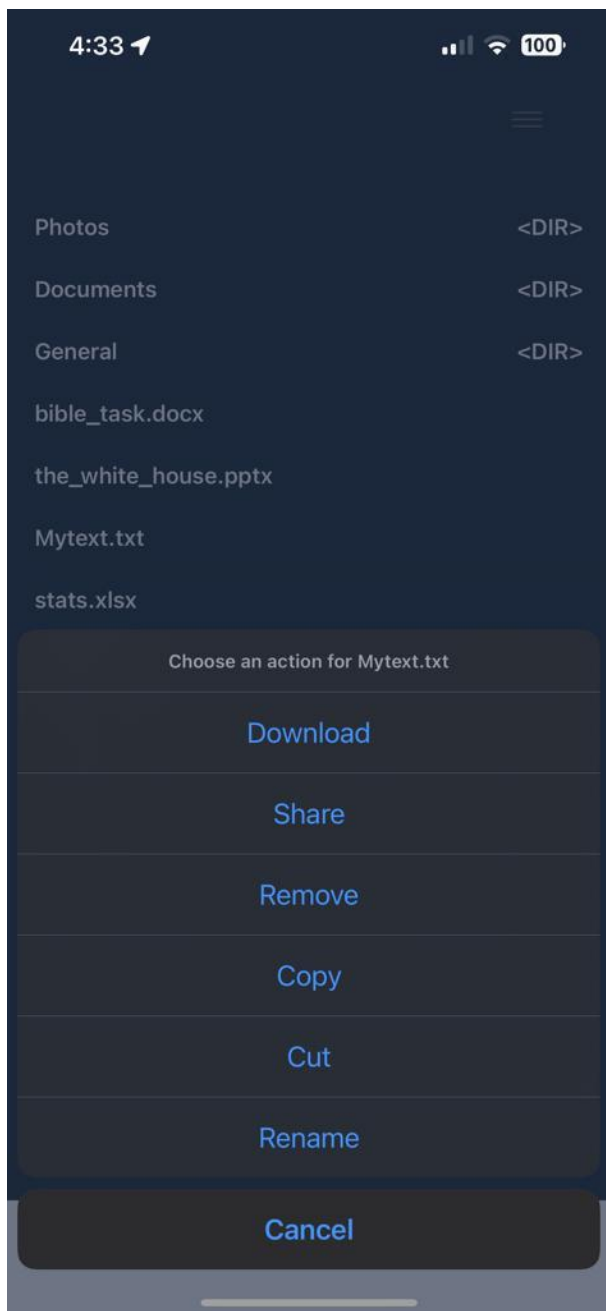 4:33 100
Photos <DIR>
Documents <DIR>
General <DIR>
bible_task.docx
the_white_house.pptx
Mytext.txt
stats.xlsx
Choose an action for Mytext.txt
Download
Share
Remove
Copy
Cut
Rename
Cancel